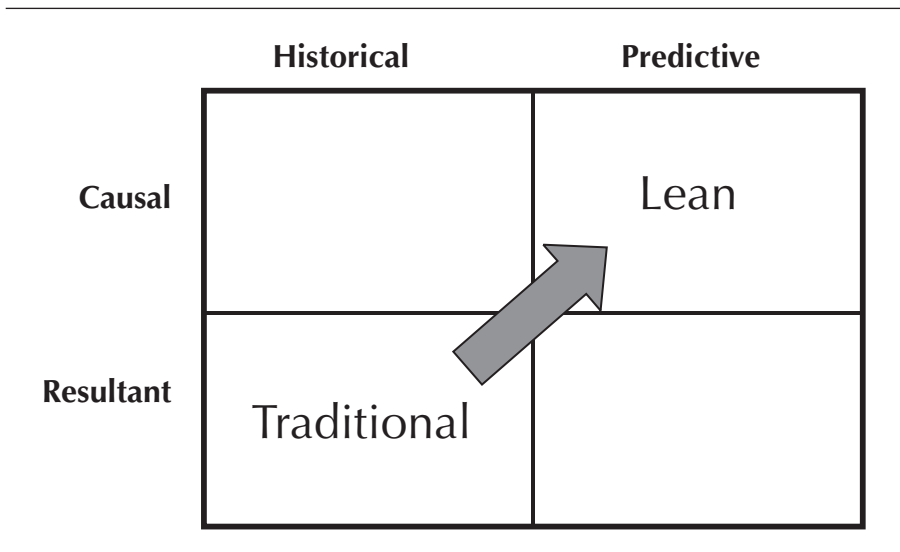 Historical Predictive
Causal
Lean
Resultant
Traditional